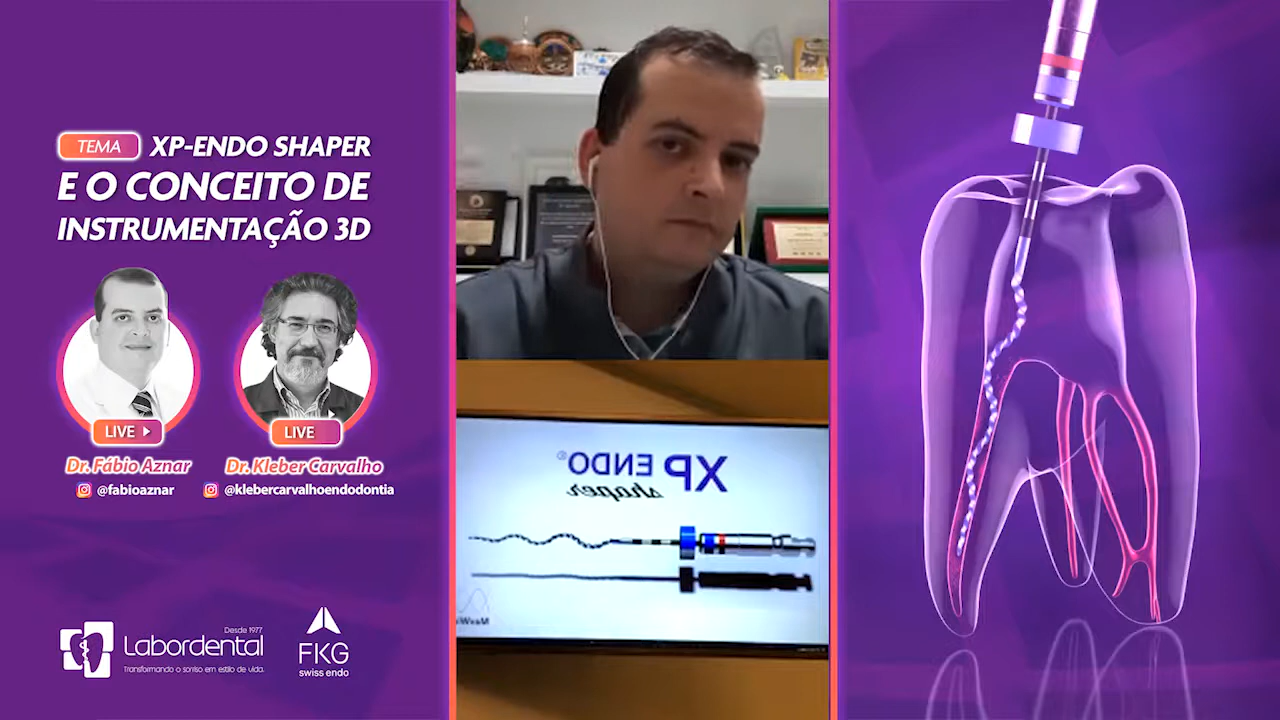 TEMA XP-ENDO SHAPER
E O CONCEITO DE
INSTRUMENTAÇÃO 3D
LIVE
LIVE
Dr. Fábio Aznar
Dr. Kleber Carvalho
@fabioaznar
@klebercarvalhoendodontia
Desde 1977
Labordental
Transformando o sorriso em estilo de vida.
FKG
swiss endo
XP ENDO®
shaper